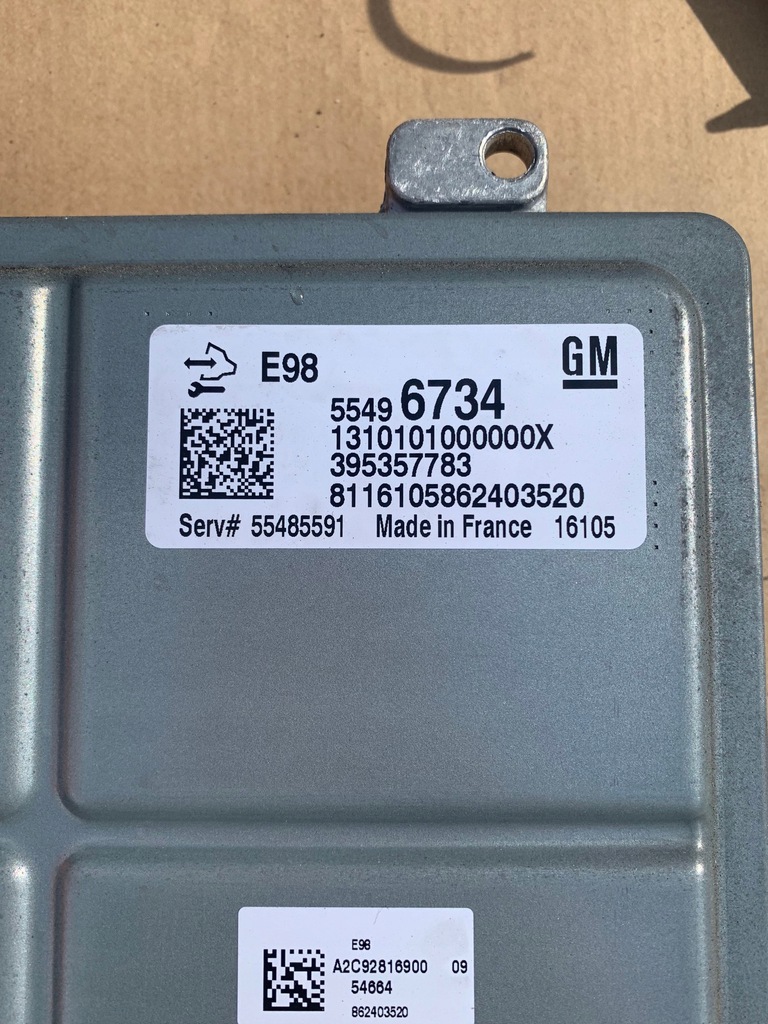 E98
GM
5549 6734
1310101000000X
395357783
8116105862403520
Serv# 55485591 Made in France 16105
E98
A2C92816900 09
54664
862403520